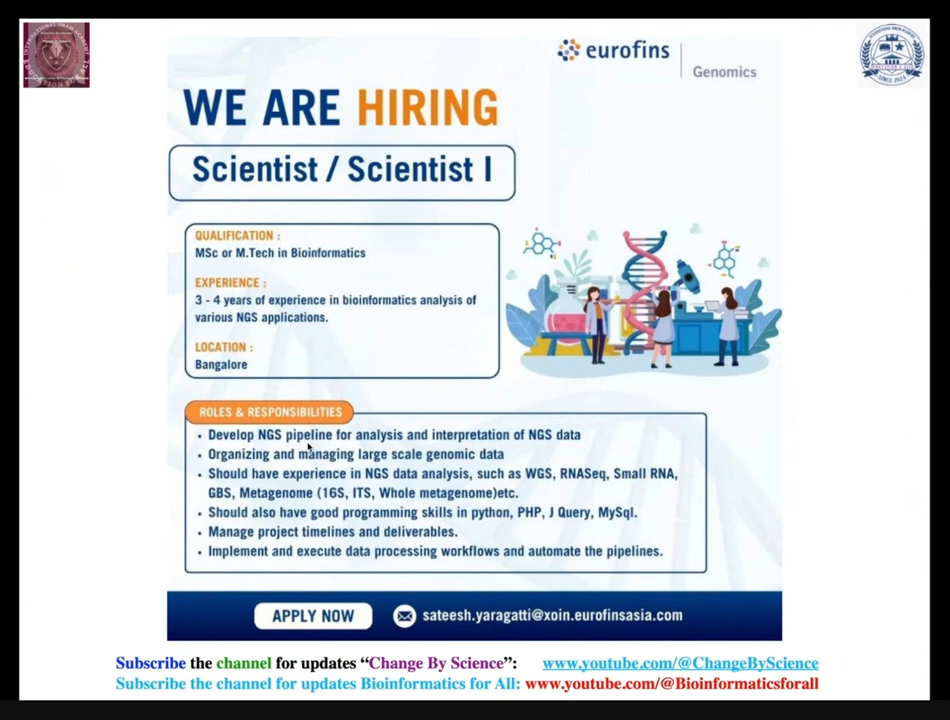 eurofins
Genomics
WE ARE HIRING
Scientist / Scientist I
QUALIFICATION :
MSc or M.Tech in Bioinformatics
EXPERIENCE :
3 - 4 years of experience in bioinformatics analysis of
various NGS applications.
LOCATION :
Bangalore
ROLES & RESPONSIBILITIES
• Develop NGS pipeline for analysis and interpretation of NGS data
• Organizing and managing large scale genomic data
• Should have experience in NGS data analysis, such as WGS, RNASeq, Small RNA,
GBS, Metagenome (16S, ITS, Whole metagenome)etc.
• Should also have good programming skills in python, PHP, J Query, MySql.
• Manage project timelines and deliverables.
• Implement and execute data processing workflows and automate the pipelines.
APPLY NOW
sateesh.yaragatti@xoin.eurofinsasia.com
Subscribe the channel for updates “Change By Science”: www.youtube.com/@ChangeByScience
Subscribe the channel for updates Bioinformatics for All: www.youtube.com/@Bioinformaticsforall